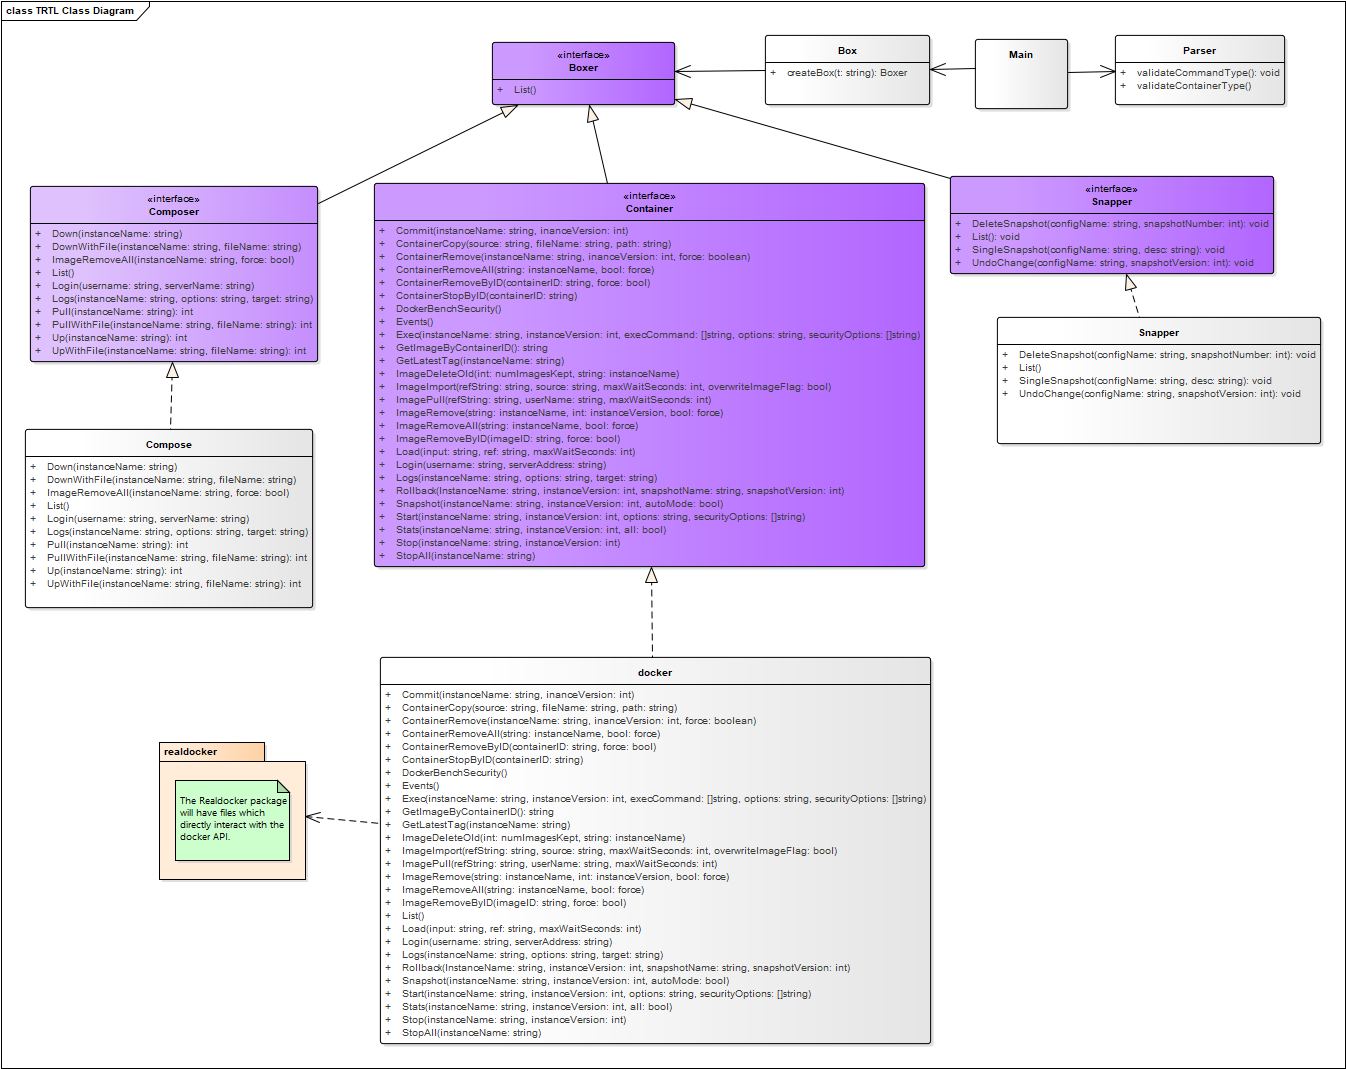 class TRTL Class Diagram
«interface»
Boxer
+ List()
Box
+ createBox(t: string): Boxer
Main
Parser
+ validateCommandType(): void
+ validateContainerType()
«interface»
Composer
+ Down(instanceName: string)
+ DownWithFile(instanceName: string, fileName: string)
+ ImageRemoveAll(instanceName: string, force: bool)
+ List()
+ Login(username: string, serverName: string)
+ Logs(instanceName: string, options: string, target: string)
+ Pull(instanceName: string): int
+ PullWithFile(instanceName: string, fileName: string): int
+ Up(instanceName: string): int
+ UpWithFile(instanceName: string, fileName: string): int
«interface»
Container
+ Commit(instanceName: string, inanceVersion: int)
+ ContainerCopy(source: string, fileName: string, path: string)
+ ContainerRemove(instanceName: string, inanceVersion: int, force: boolean)
+ ContainerRemoveAll(string: instanceName, bool: force)
+ ContainerRemoveByID(containerID: string, force: bool)
+ ContainerStopByID(containerID: string)
+ DockerBenchSecurity()
+ Events()
+ Exec(instanceName: string, instanceVersion: int, execCommand: []string, options: string, securityOptions: []string)
+ GetImageByContainerID(): string
+ GetLatestTag(instanceName: string)
+ ImageDeleteOld(int: numImagesKept, string: instanceName)
+ ImageImport(refString: string, source: string, maxWaitSeconds: int, overwriteImageFlag: bool)
+ ImagePull(refString: string, userName: string, maxWaitSeconds: int)
+ ImageRemove(string: instanceName, int: instanceVersion, bool: force)
+ ImageRemoveAll(string: instanceName, bool: force)
+ ImageRemoveByID(imageID: string, force: bool)
+ Load(input: string, ref: string, maxWaitSeconds: int)
+ Login(username: string, serverAddress: string)
+ Logs(instanceName: string, options: string, target: string)
+ Rollback(InstanceName: string, instanceVersion: int, snapshotName: string, snapshotVersion: int)
+ Snapshot(instanceName: string, instanceVersion: int, autoMode: bool)
+ Start(instanceName: string, instanceVersion: int, options: string, securityOptions: []string)
+ Stats(instanceName: string, instanceVersion: int, all: bool)
+ Stop(instanceName: string, instanceVersion: int)
+ StopAll(instanceName: string)
«interface»
Snapper
+ DeleteSnapshot(configName: string, snapshotNumber: int): void
+ List(): void
+ SingleSnapshot(configName: string, desc: string): void
+ UndoChange(configName: string, snapshotVersion: int): void
Snapper
+ DeleteSnapshot(configName: string, snapshotNumber: int): void
+ List()
+ SingleSnapshot(configName: string, desc: string): void
+ UndoChange(configName: string, snapshotVersion: int): void
Compose
+ Down(instanceName: string)
+ DownWithFile(instanceName: string, fileName: string)
+ ImageRemoveAll(instanceName: string, force: bool)
+ List()
+ Login(username: string, serverName: string)
+ Logs(instanceName: string, options: string, target: string)
+ Pull(instanceName: string): int
+ PullWithFile(instanceName: string, fileName: string): int
+ Up(instanceName: string): int
+ UpWithFile(instanceName: string, fileName: string): int
docker
+ Commit(instanceName: string, inanceVersion: int)
+ ContainerCopy(source: string, fileName: string, path: string)
+ ContainerRemove(instanceName: string, inanceVersion: int, force: boolean)
+ ContainerRemoveAll(string: instanceName, bool: force)
+ ContainerRemoveByID(containerID: string, force: bool)
+ ContainerStopByID(containerID: string)
+ DockerBenchSecurity()
+ Events()
+ Exec(instanceName: string, instanceVersion: int, execCommand: []string, options: string, securityOptions: []string)
+ GetImageByContainerID(): string
+ GetLatestTag(instanceName: string)
+ ImageDeleteOld(int: numImagesKept, string: instanceName)
+ ImageImport(refString: string, source: string, maxWaitSeconds: int, overwriteImageFlag: bool)
+ ImagePull(refString: string, userName: string, maxWaitSeconds: int)
+ ImageRemove(string: instanceName, int: instanceVersion, bool: force)
+ ImageRemoveAll(string: instanceName, bool: force)
+ ImageRemoveByID(imageID: string, force: bool)
+ List()
+ Load(input: string, ref: string, maxWaitSeconds: int)
+ Login(username: string, serverAddress: string)
+ Logs(instanceName: string, options: string, target: string)
+ Rollback(InstanceName: string, instanceVersion: int, snapshotName: string, snapshotVersion: int)
+ Snapshot(instanceName: string, instanceVersion: int, autoMode: bool)
+ Start(instanceName: string, instanceVersion: int, options: string, securityOptions: []string)
+ Stats(instanceName: string, instanceVersion: int, all: bool)
+ Stop(instanceName: string, instanceVersion: int)
+ StopAll(instanceName: string)
realdocker
The Realdocker package
will have files which
directly interact with the
docker API.